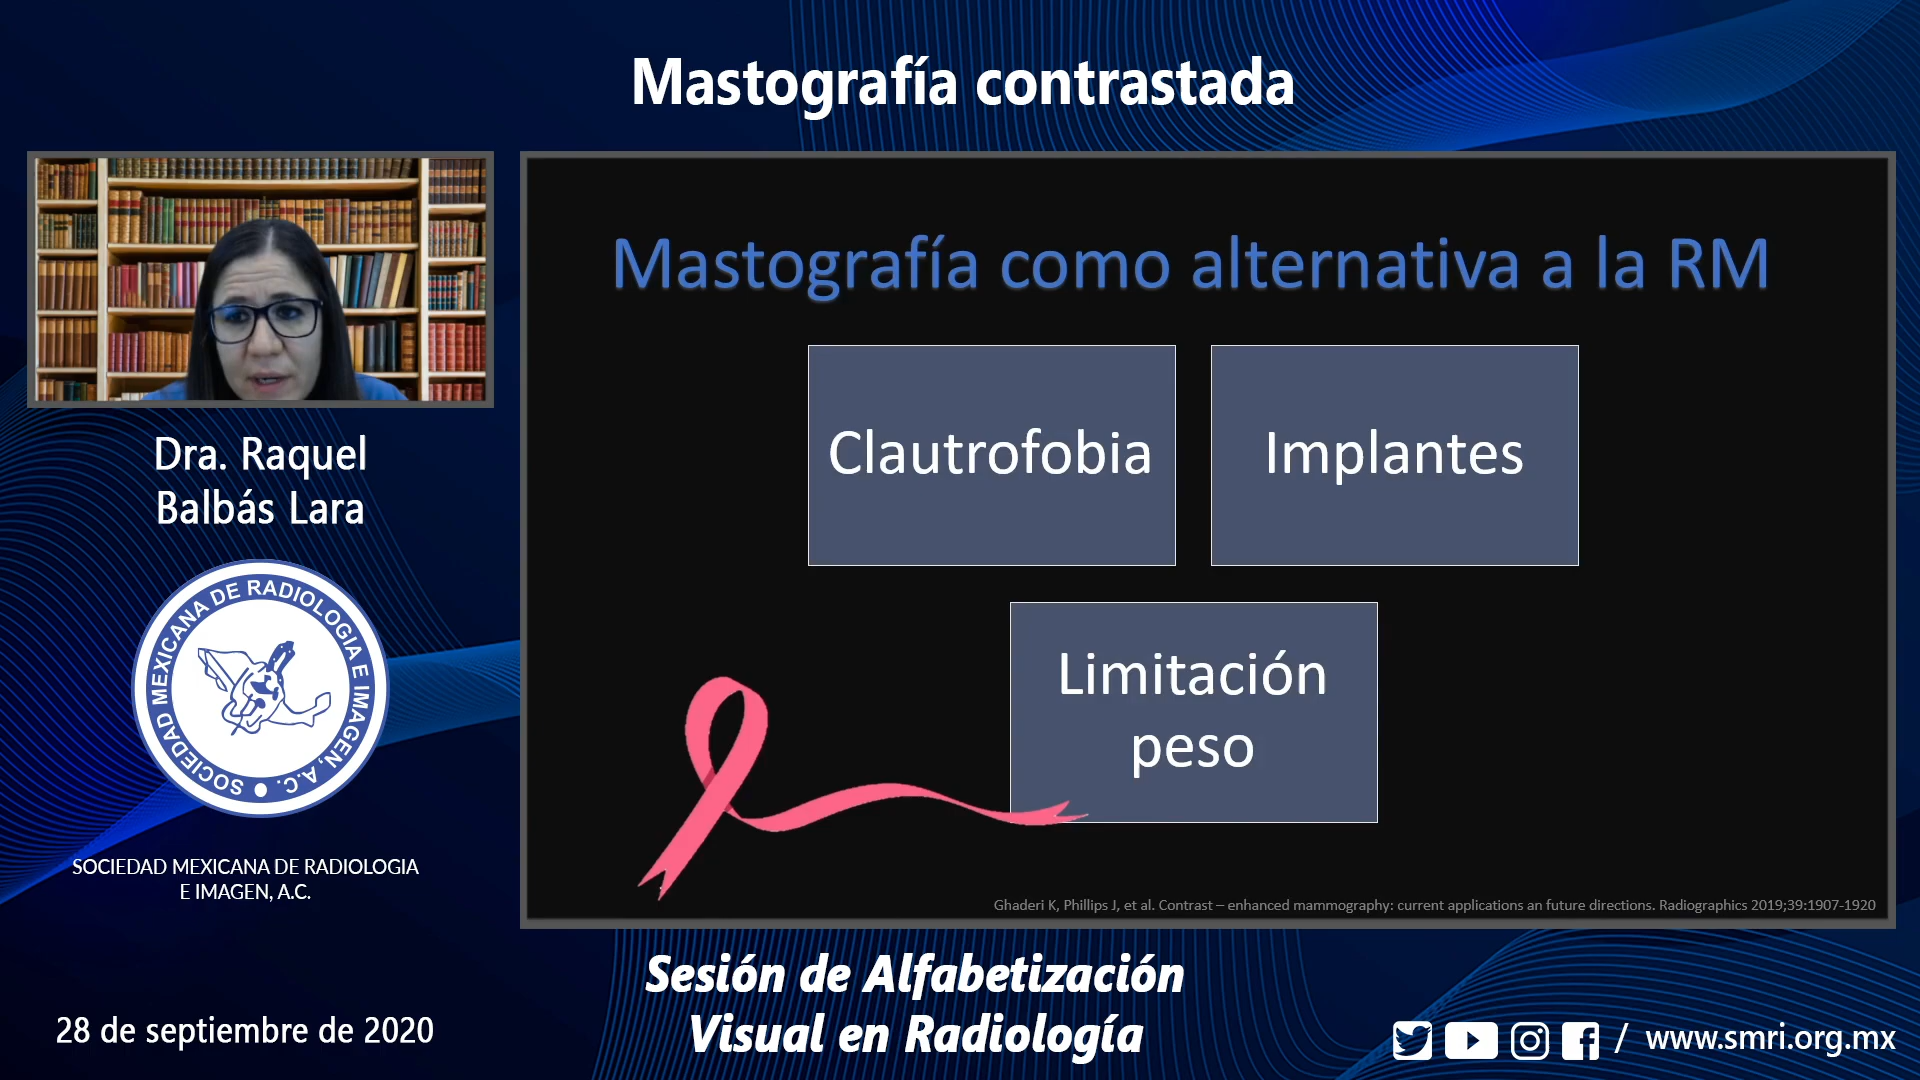 Mastografía contrastada
Dra. Raquel
Balbás Lara
SOCIEDAD MEXICANA DE RADIOLOGIA E IMAGEN, A.C.
SOCIEDAD MEXICANA DE RADIOLOGIA
E IMAGEN, A.C.
28 de septiembre de 2020
Mastografía como alternativa a la RM
Clautrofobia
Implantes
Limitación
peso
Ghaderi K, Phillips J, et al. Contrast – enhanced mammography: current applications an future directions. Radiographics 2019;39:1907-1920
Sesión de Alfabetización
Visual en Radiología
/ www.smri.org.mx